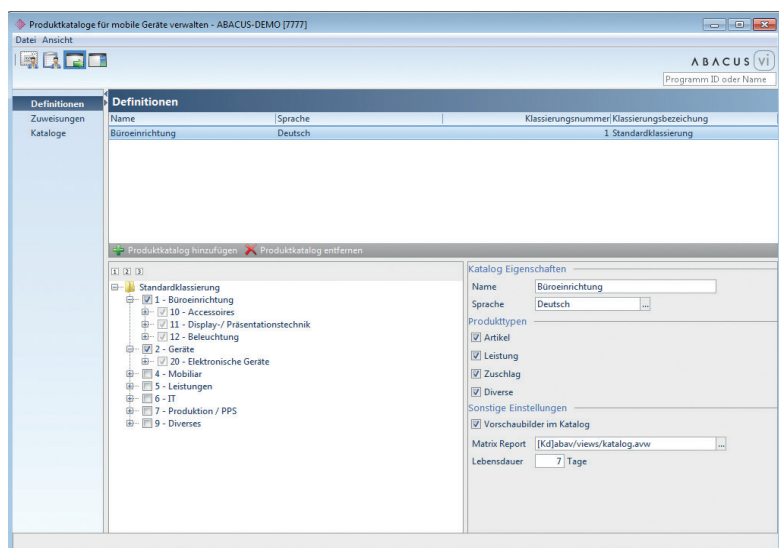 Produktkataloge für mobile Geräte verwalten - ABACUS-DEMO [7777]
Datei Ansicht
ABACUS vi
Programm ID oder Name
Definitionen
Zuweisungen
Kataloge
Definitionen
Name Sprache Klassierungsnummer Klassierungsbezeichung
Büroeinrichtung Deutsch 1 Standardklassierung
Produktkatalog hinzufügen Produktkatalog entfernen
1 2 3
Standardklassierung
1 - Büroeinrichtung
10 - Accessoires
11 - Display-/ Präsentationstechnik
12 - Beleuchtung
2 - Geräte
20 - Elektronische Geräte
4 - Mobiliar
5 - Leistungen
6 - IT
7 - Produktion / PPS
9 - Diverses
Katalog Eigenschaften
Name Büroeinrichtung
Sprache Deutsch ...
Produkttypen
Artikel
Leistung
Zuschlag
Diverse
Sonstige Einstellungen
Vorschaubilder im Katalog
Matrix Report [Kd]abav/views/katalog.avw ...
Lebensdauer 7 Tage